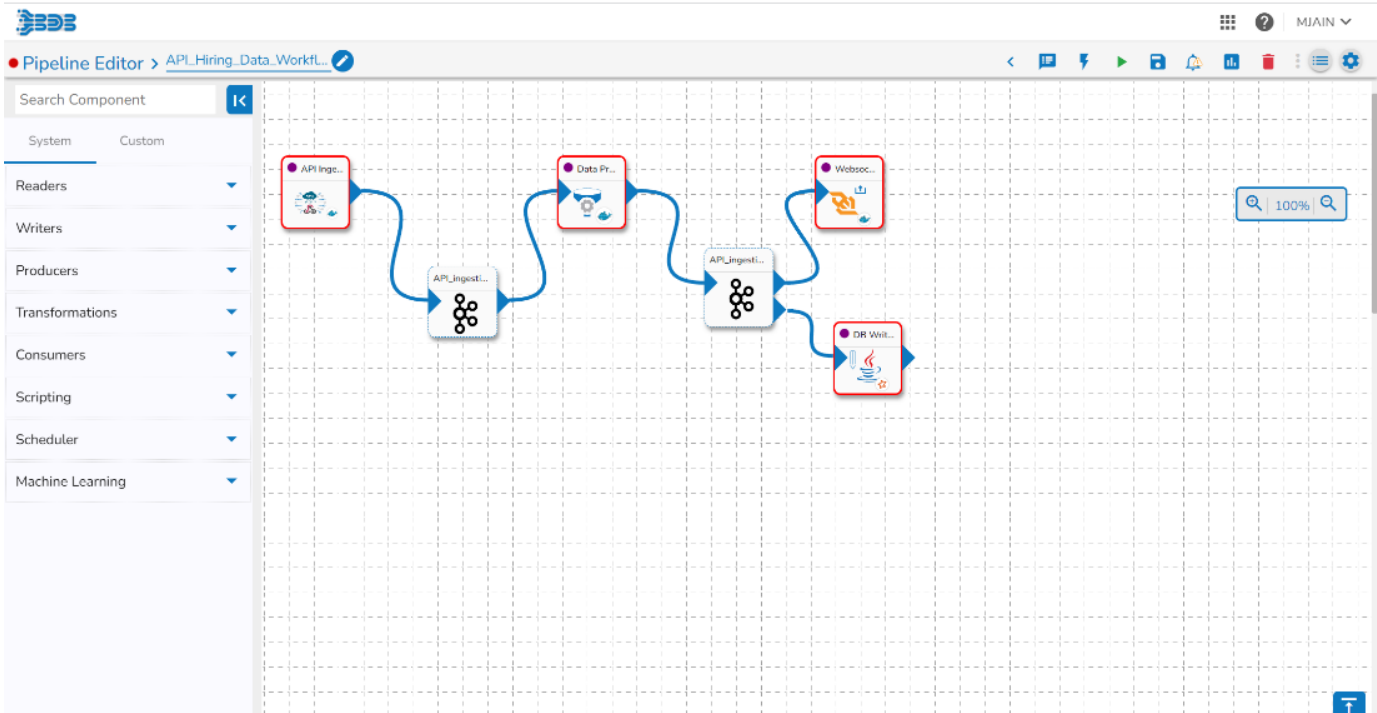 BDB
MJAIN
Pipeline Editor > API_Hiring_Data_Workfl...
Search Component
System Custom
Readers
Writers
Producers
Transformations
Consumers
Scripting
Scheduler
Machine Learning
API Inge...
Data Pr...
Websoc...
API_ingesti...
API_ingesti...
DB Writ...
100%